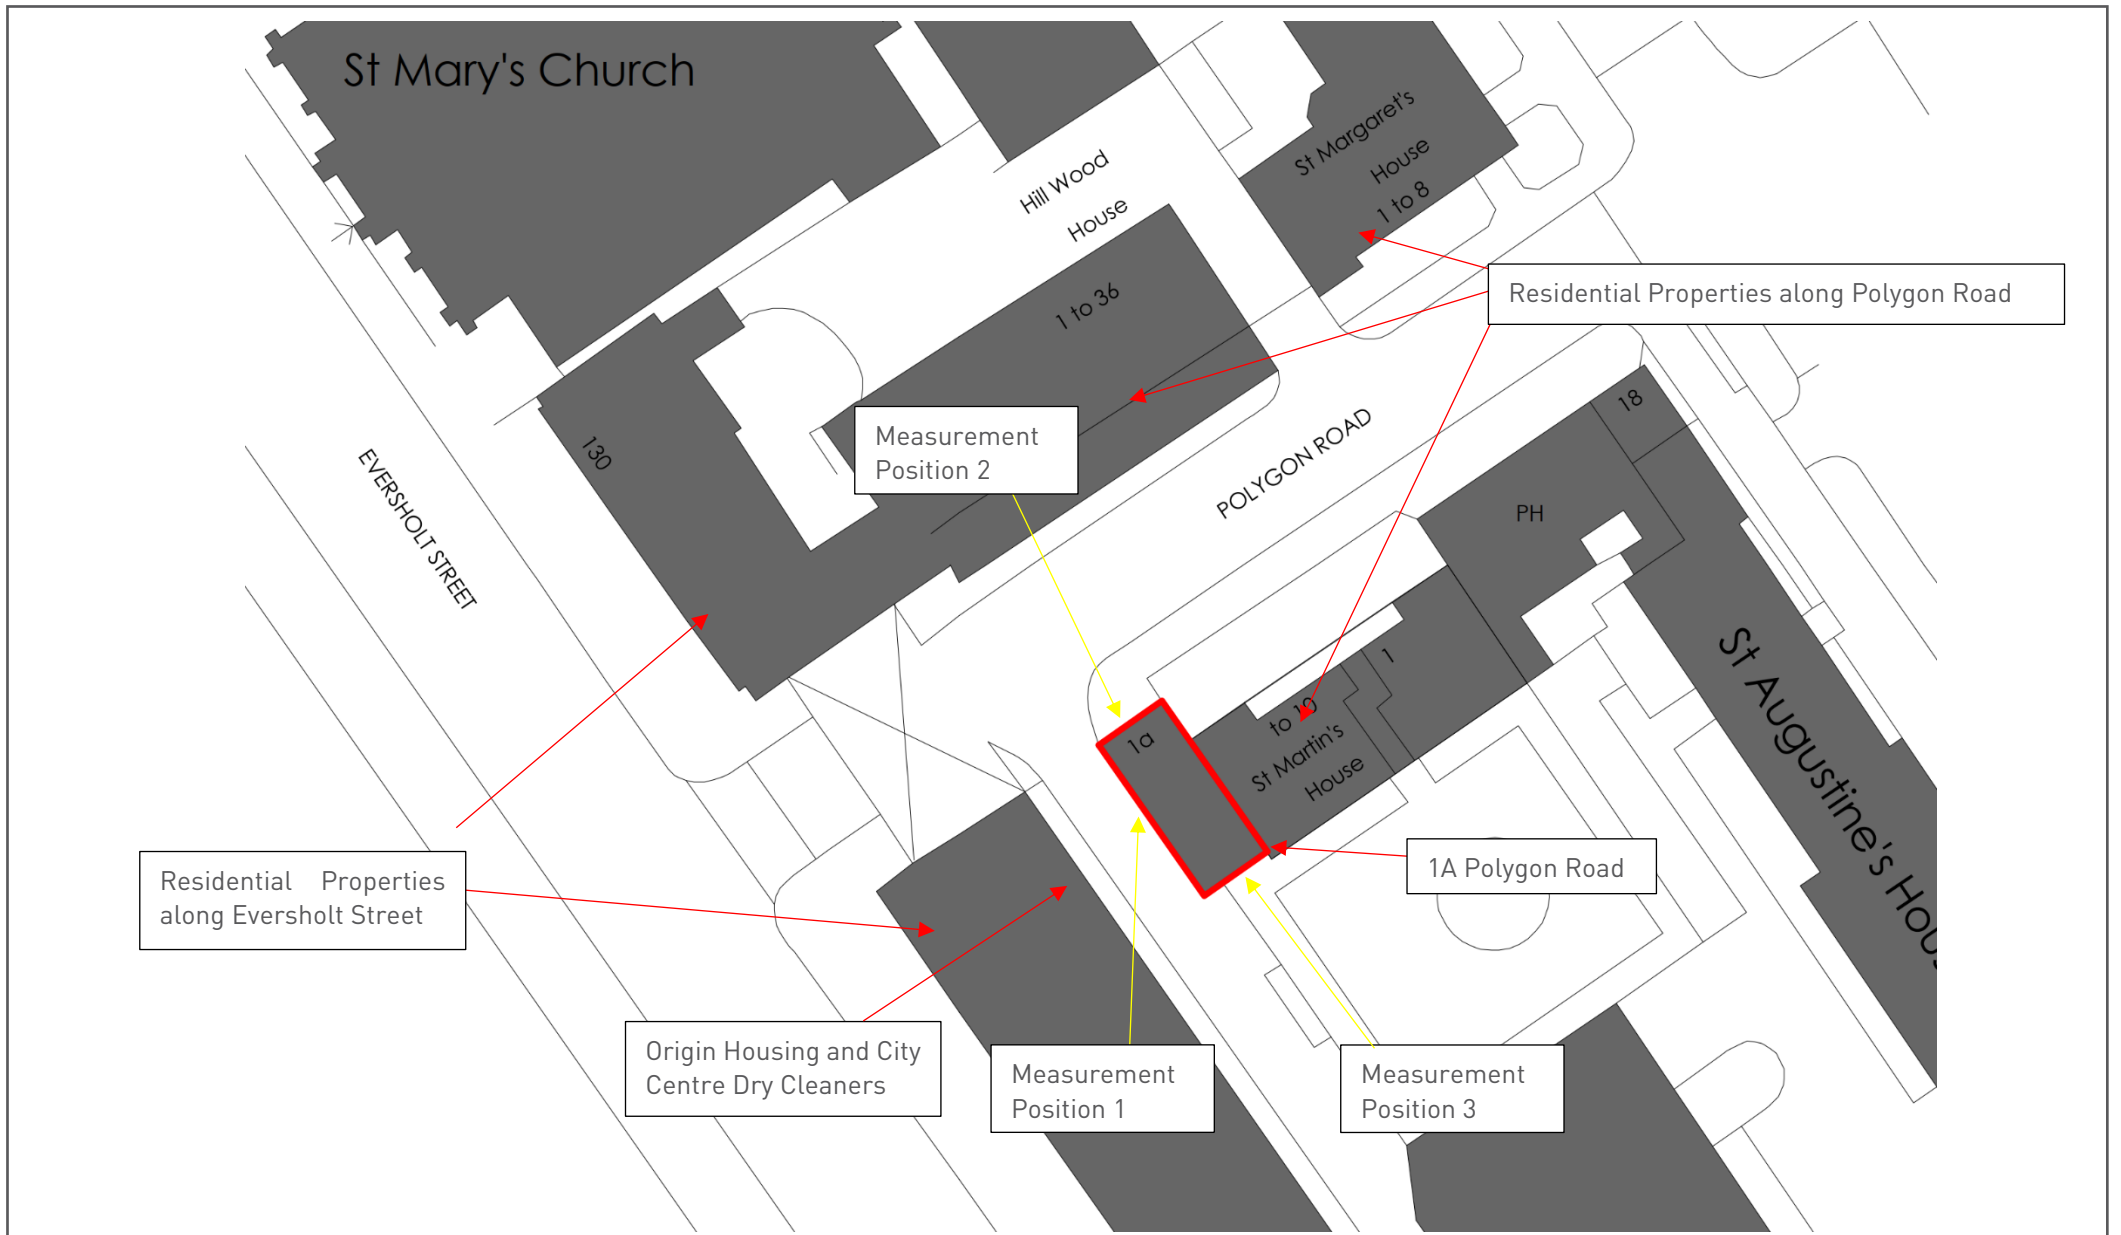 St Mary's Church
Hill Wood
House
1 to 36
St Margaret's
House
1 to 8
Residential Properties along Polygon Road
130
EVERSHOLT STREET
Measurement
Position 2
POLYGON ROAD
18
PH
1
to 10
St Martin's
House
1a
St Augustine's Hous
1A Polygon Road
Residential Properties
along Eversholt Street
Origin Housing and City
Centre Dry Cleaners
Measurement
Position 1
Measurement
Position 3